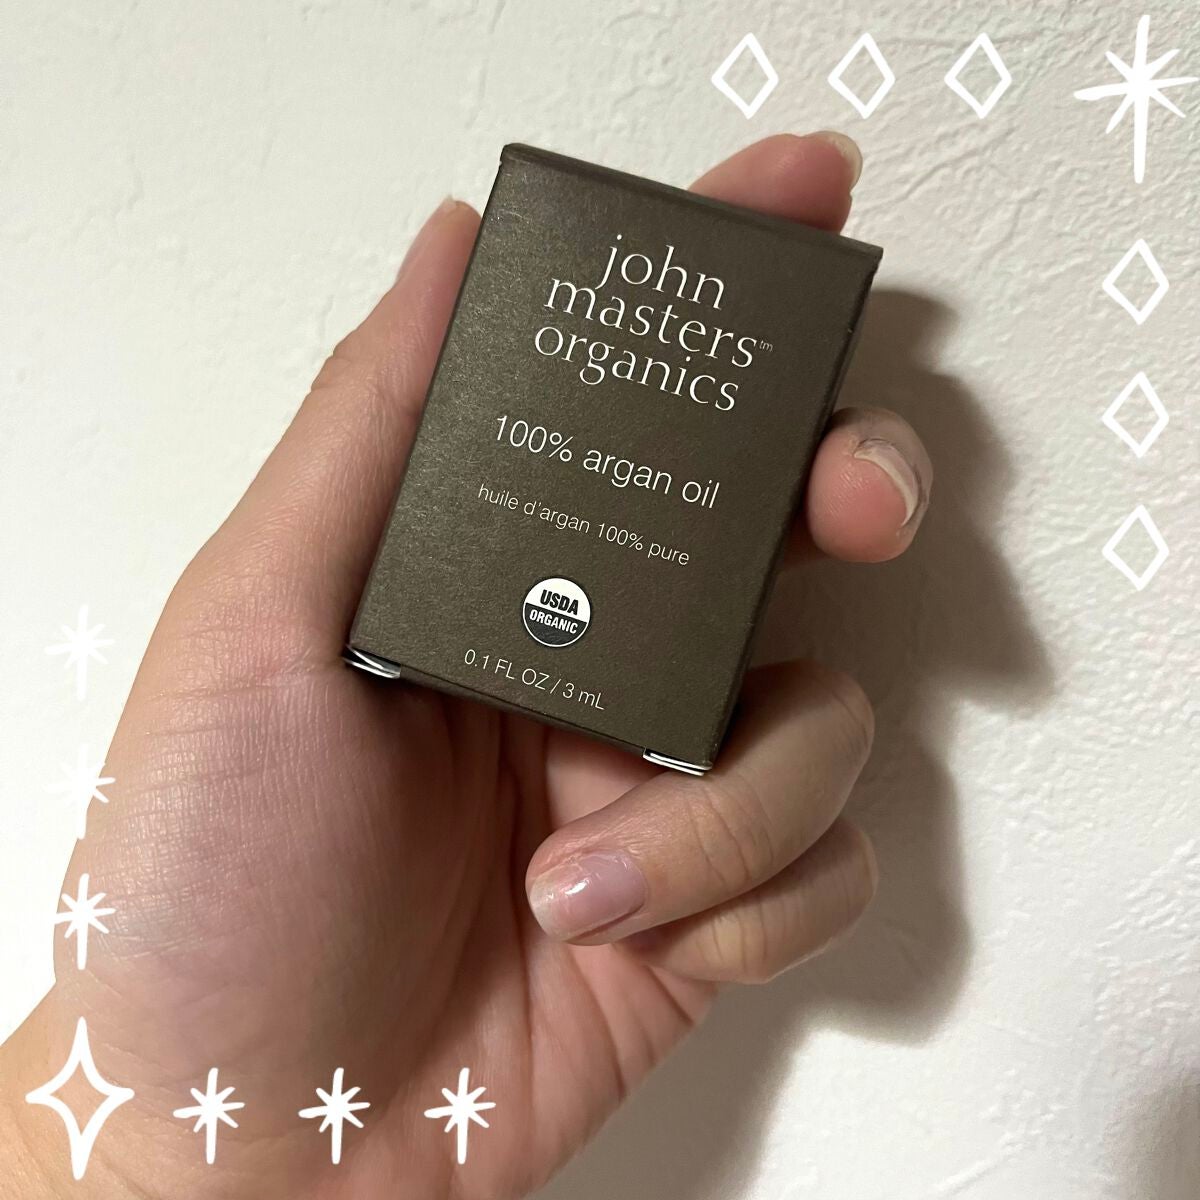 john
masters™
organics
100% argan oil
huile d'argan 100% pure
USDA
ORGANIC
0.1 FL OZ / 3 mL